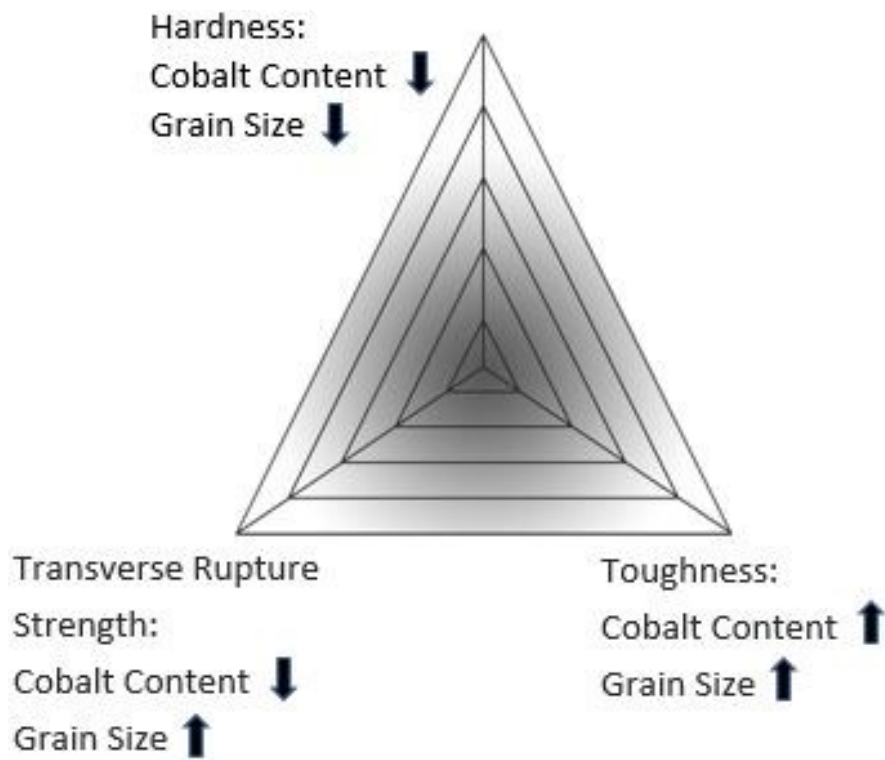 Hardness:
Cobalt Content ⬇
Grain Size ⬇
Transverse Rupture
Strength:
Cobalt Content ⬇
Grain Size ⬆
Toughness:
Cobalt Content ⬆
Grain Size ⬆